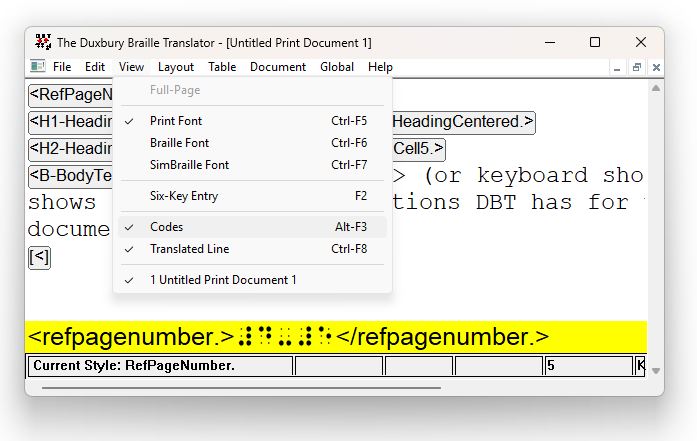 The Duxbury Braille Translator - [Untitled Print Document 1]
File Edit View Layout Table Document Global Help
Full-Page
Print Font Ctrl-F5
Braille Font Ctrl-F6
SimBraille Font Ctrl-F7
Six-Key Entry F2
Codes Alt-F3
Translated Line Ctrl-F8
1 Untitled Print Document 1
<RefPageN
<H1-Headin HeadingCentered.>
<H2-Headin Cell5.>
<B-BodyTe > (or keyboard sho
shows tions DBT has for
docume
[<]
<refpagenumber.></refpagenumber.>
Current Style: RefPageNumber. 5 K